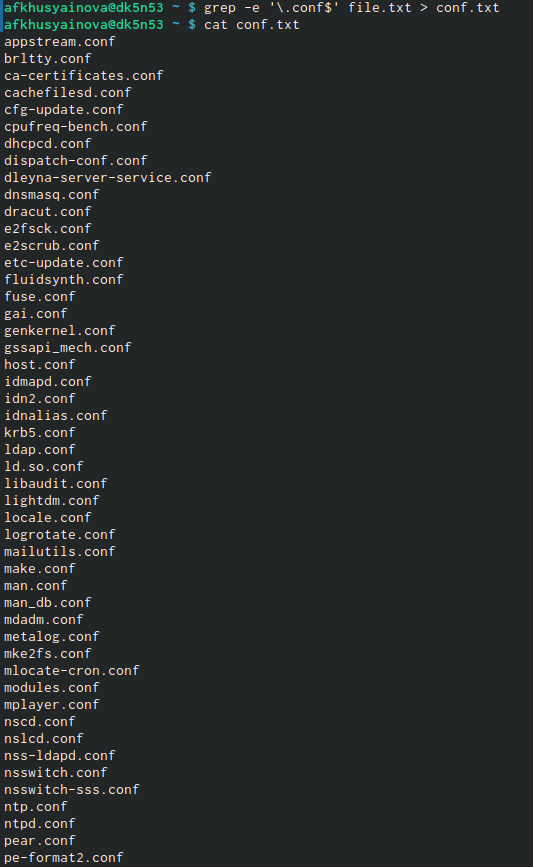 afkhusyainova@dk5n53 ~ $ grep -e '\.conf$' file.txt > conf.txt
afkhusyainova@dk5n53 ~ $ cat conf.txt
appstream.conf
brltty.conf
ca-certificates.conf
cachefilesd.conf
cfg-update.conf
cpufreq-bench.conf
dhcpcd.conf
dispatch-conf.conf
dleyna-server-service.conf
dnsmasq.conf
dracut.conf
e2fsck.conf
e2scrub.conf
etc-update.conf
fluidsynth.conf
fuse.conf
gai.conf
genkernel.conf
gssapi_mech.conf
host.conf
idmapd.conf
idn2.conf
idnalias.conf
krb5.conf
ldap.conf
ld.so.conf
libaudit.conf
lightdm.conf
locale.conf
logrotate.conf
mailutils.conf
make.conf
man.conf
man_db.conf
mdadm.conf
metalog.conf
mke2fs.conf
mlocate-cron.conf
modules.conf
mplayer.conf
nscd.conf
nslcd.conf
nss-ldapd.conf
nsswitch.conf
nsswitch-sss.conf
ntp.conf
ntpd.conf
pear.conf
pe-format2.conf